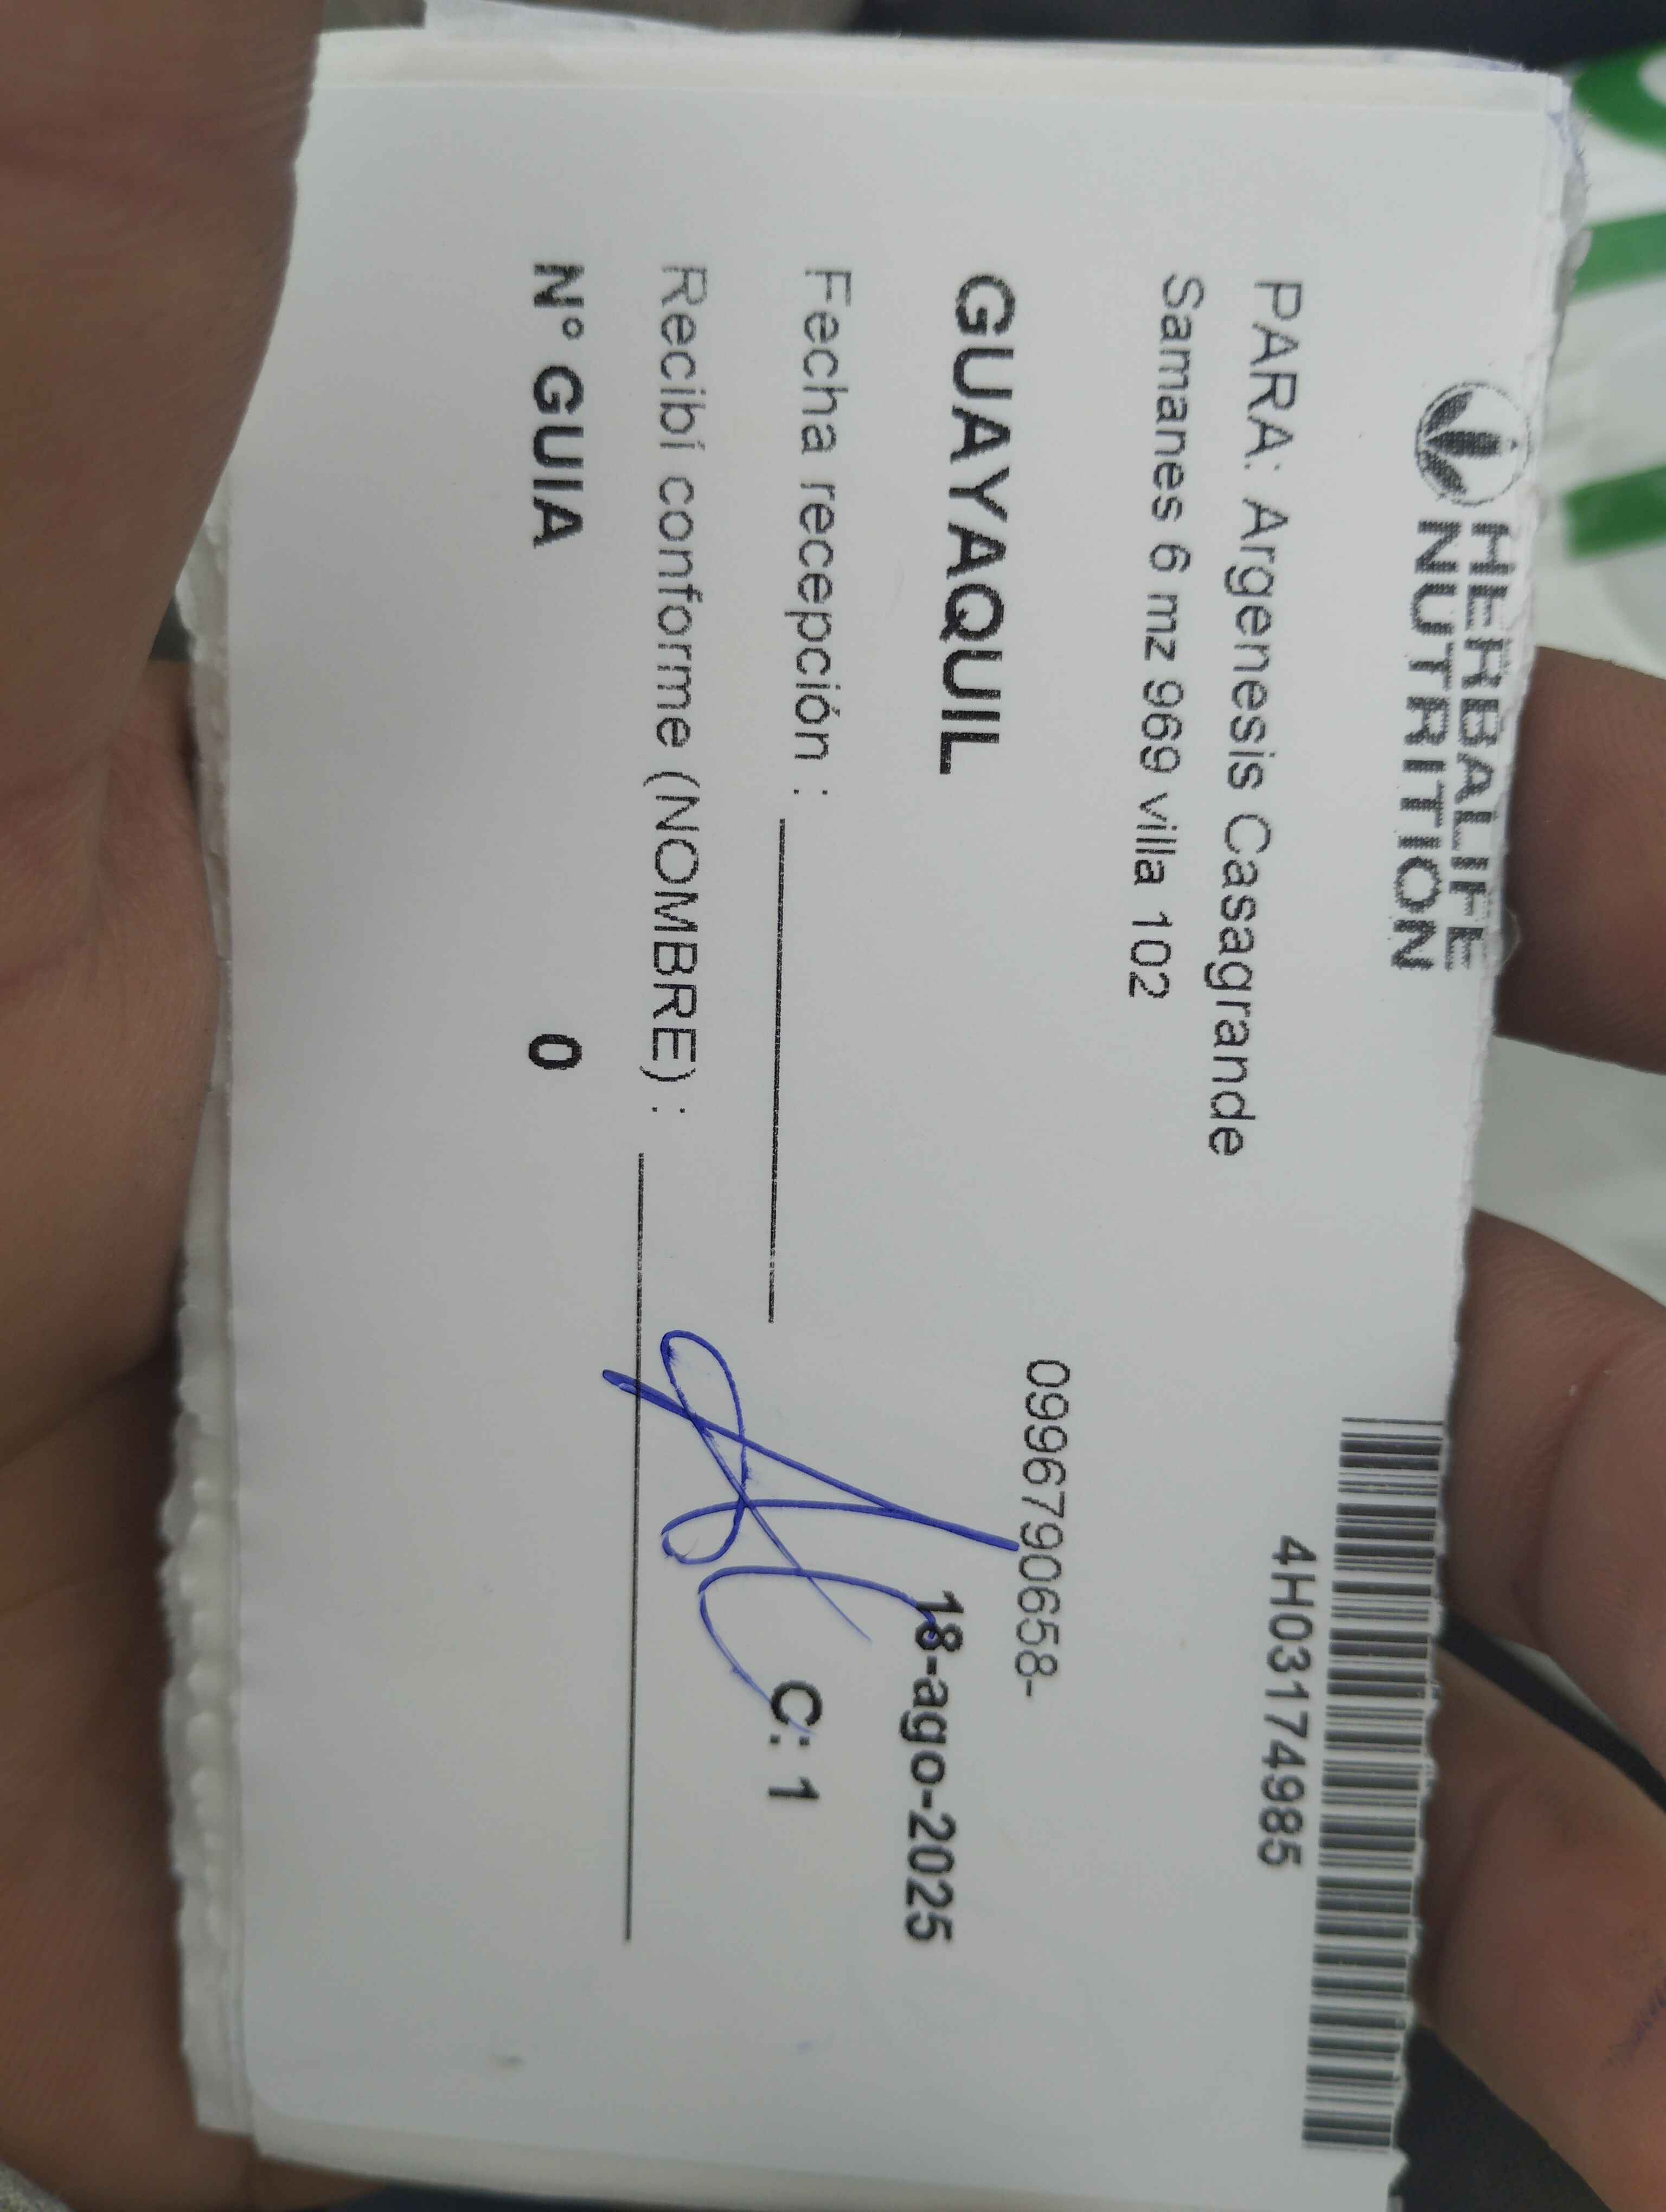 HERBALIFE
NUTRITION
4H03174985
PARA: Argenesis Casagrande
Samanes 6 mz 969 villa 102
0996790658-
GUAYAQUIL
18-ago-2025
Fecha recepción :
C: 1
Recibí conforme (NOMBRE) :
N° GUIA 0